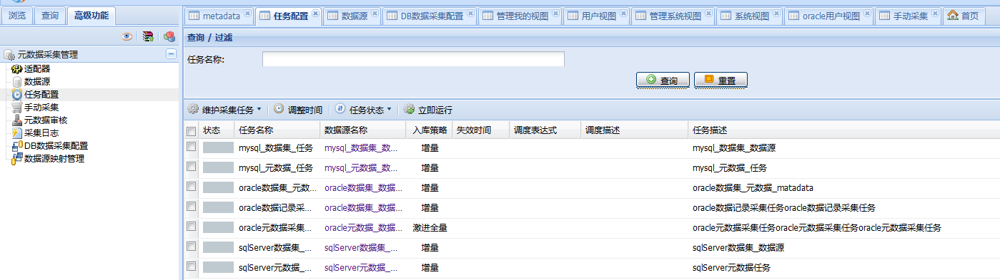 浏览 查询 高级功能
metadata 任务配置 数据源 DB数据采集配置 管理我的视图 用户视图 管理系统视图 系统视图 oracle用户视图 手动采集 首页
元数据采集管理
适配器
数据源
任务配置
手动采集
元数据审核
采集日志
DB数据采集配置
数据源映射管理
查询 / 过滤
任务名称:
查询 重置
维护采集任务 调整时间 任务状态 立即运行
状态 任务名称 数据源名称 入库策略 失效时间 调度表达式 调度描述 任务描述
mysql_数据集_任务 mysql_数据集_数... 增量 mysql_数据集_数据源
mysql_元数据_任务 mysql_元数据_数... 增量 mysql_元数据_任务
oracle数据集_元数... oracle数据集_数据... 增量 oracle数据集_元数据_matadata
oracle数据记录采... oracle数据集_数据... 增量 oracle数据记录采集任务oracle数据记录采集任务
oracle元数据采集... oracle元数据_数据... 激进全量 oracle元数据采集任务oracle元数据采集任务oracle元数据采集任务
sqlServer数据集_... sqlServer数据集_... 增量 sqlServer数据集_数据源
sqlServer元数据_... sqlServer元数据_... 增量 sqlServer元数据任务